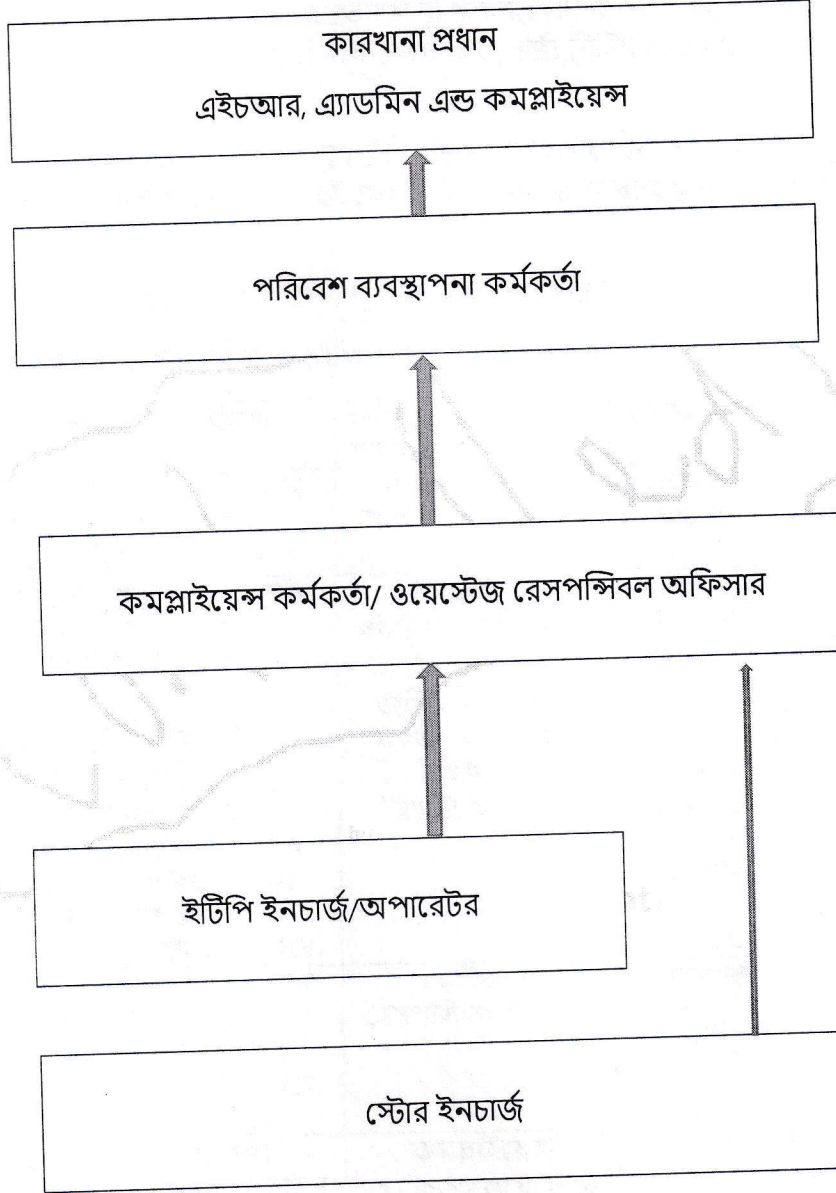 কারখানা প্রধান
এইচআর, এ্যাডমিন এন্ড কমপ্লাইয়েন্স
পরিবেশ ব্যবস্থাপনা কর্মকর্তা
কমপ্লাইয়েন্স কর্মকর্তা/ ওয়েস্টেজ রেসপন্সিবল অফিসার
ইটিপি ইনচার্জ/অপারেটর
স্টোর ইনচার্জ